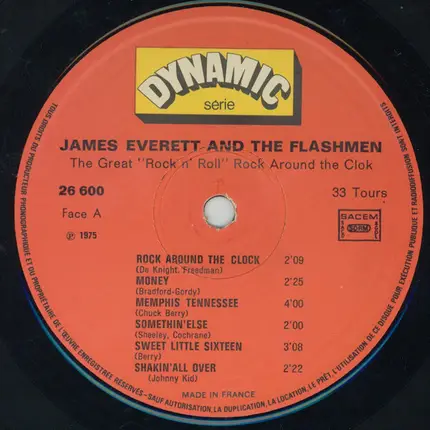 DYNAMIC
série
JAMES EVERETT AND THE FLASHMEN
The Great "Rock n' Roll" Rock Around the Clok
26 600
33 Tours
Face A
℗ 1975
SACEM
SDRM
ROCK AROUND THE CLOCK 2'09
(De Knight. Freedman)
MONEY 2'25
(Bradford-Gordy)
MEMPHIS TENNESSEE 4'00
(Chuck Berry)
SOMETHIN'ELSE 2'00
(Sheeley, Cochrane)
SWEET LITTLE SIXTEEN 3'08
(Berry)
SHAKIN'ALL OVER 2'22
(Johnny Kid)
MADE IN FRANCE
TOUS DROITS DU PRODUCTEUR PHONOGRAPHIQUE ET DU PROPRIETAIRE DE L'ŒUVRE ENREGISTREE RESERVES-SAUF AUTORISATION, LA DUPLICATION, LA LOCATION, LE PRÊT, L'UTILISATION DE CE DISQUE POUR EXÉCUTION PUBLIQUE ET RADIODIFFUSION SONT INTERDITS